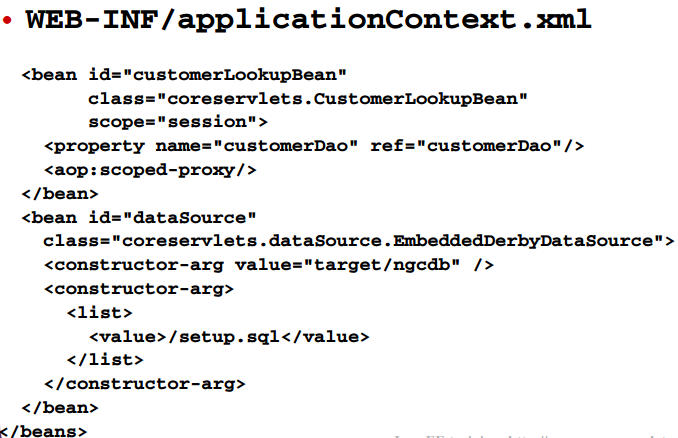 • WEB-INF/applicationContext.xml
<bean id="customerLookupBean"
class="coreservlets.CustomerLookupBean"
scope="session">
<property name="customerDao" ref="customerDao"/>
<aop:scoped-proxy/>
</bean>
<bean id="dataSource"
class="coreservlets.dataSource.EmbeddedDerbyDataSource">
<constructor-arg value="target/ngcdb" />
<constructor-arg>
<list>
<value>/setup.sql</value>
</list>
</constructor-arg>
</bean>
</beans>